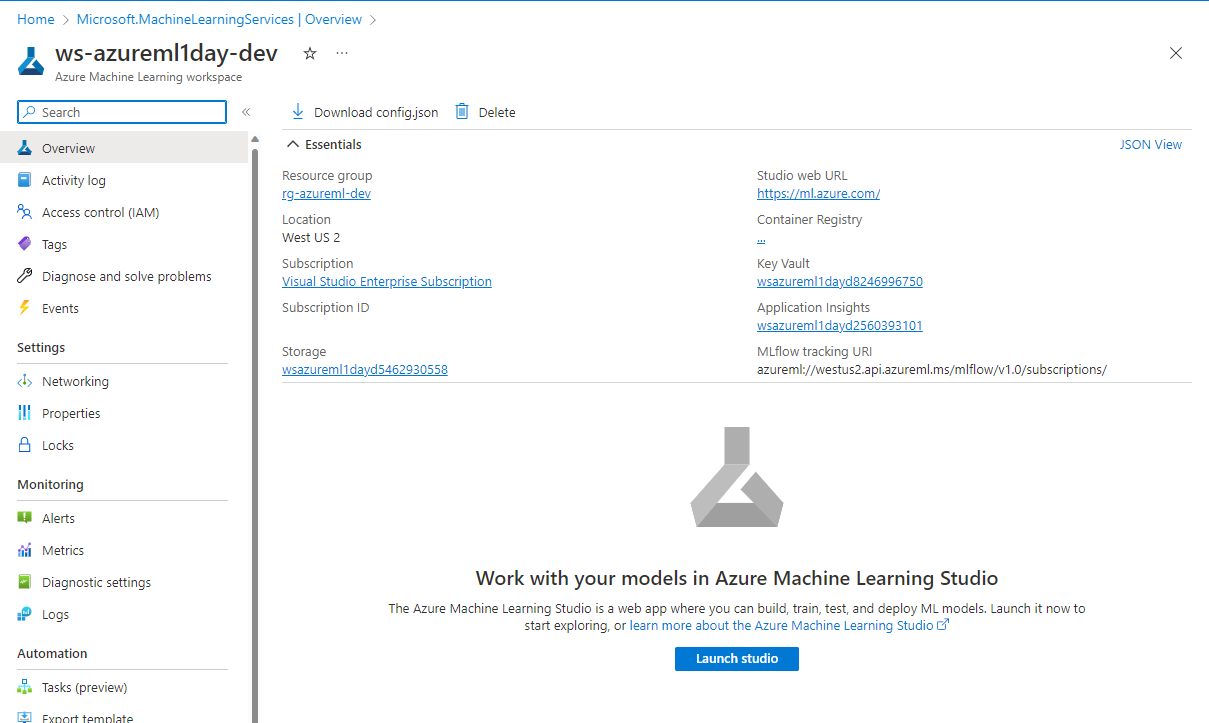 Home > Microsoft.MachineLearningServices | Overview >
ws-azureml1day-dev
Azure Machine Learning workspace
Search
Overview
Activity log
Access control (IAM)
Tags
Diagnose and solve problems
Events
Settings
Networking
Properties
Locks
Monitoring
Alerts
Metrics
Diagnostic settings
Logs
Automation
Tasks (preview)
Export template
Download config.json
Delete
Essentials
JSON View
Resource group
rg-azureml-dev
Location
West US 2
Subscription
Visual Studio Enterprise Subscription
Subscription ID
Storage
wsazureml1dayd5462930558
Studio web URL
https://ml.azure.com/
Container Registry
...
Key Vault
wsazureml1dayd8246996750
Application Insights
wsazureml1dayd2560393101
MLflow tracking URI
azureml://westus2.api.azureml.ms/mlflow/v1.0/subscriptions/
Work with your models in Azure Machine Learning Studio
The Azure Machine Learning Studio is a web app where you can build, train, test, and deploy ML models. Launch it now to
start exploring, or learn more about the Azure Machine Learning Studio
Launch studio